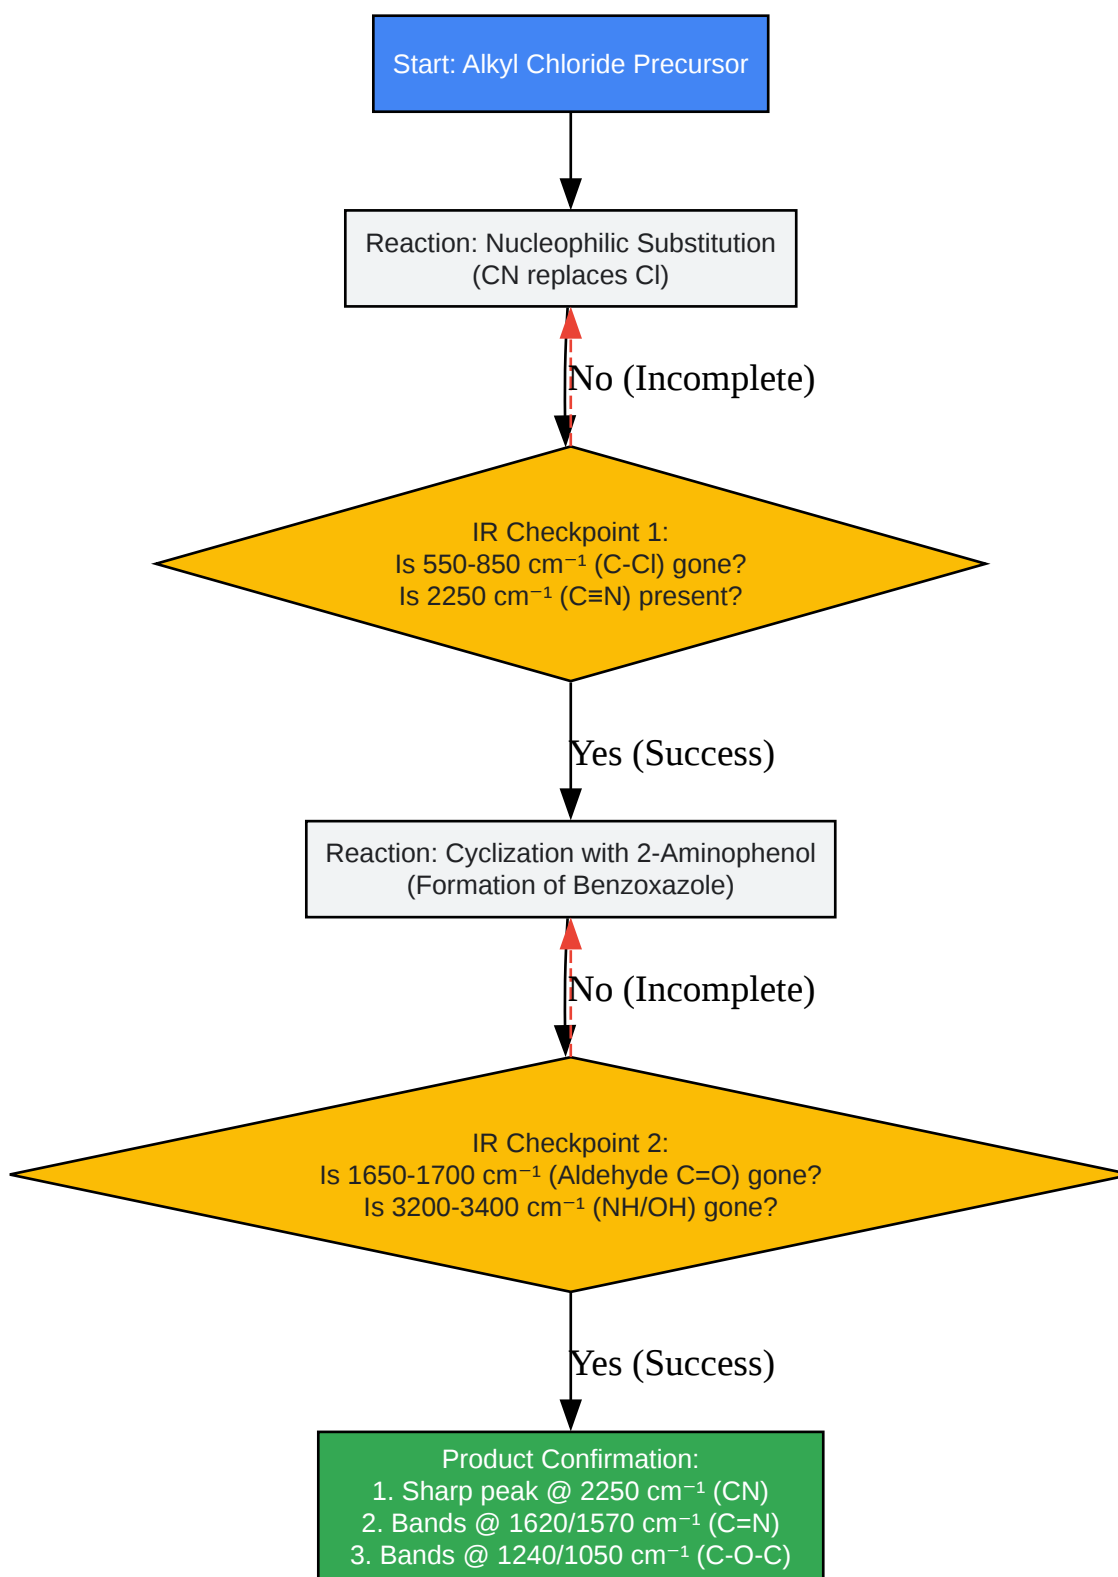 Start: Alkyl Chloride Precursor
Reaction: Nucleophilic Substitution
(CN replaces Cl)
No (Incomplete)
IR Checkpoint 1:
Is 550-850 cm⁻¹ (C-Cl) gone?
Is 2250 cm⁻¹ (C≡N) present?
Yes (Success)
Reaction: Cyclization with 2-Aminophenol
(Formation of Benzoxazole)
No (Incomplete)
IR Checkpoint 2:
Is 1650-1700 cm⁻¹ (Aldehyde C=O) gone?
Is 3200-3400 cm⁻¹ (NH/OH) gone?
Yes (Success)
Product Confirmation:
1. Sharp peak @ 2250 cm⁻¹ (CN)
2. Bands @ 1620/1570 cm⁻¹ (C=N)
3. Bands @ 1240/1050 cm⁻¹ (C-O-C)